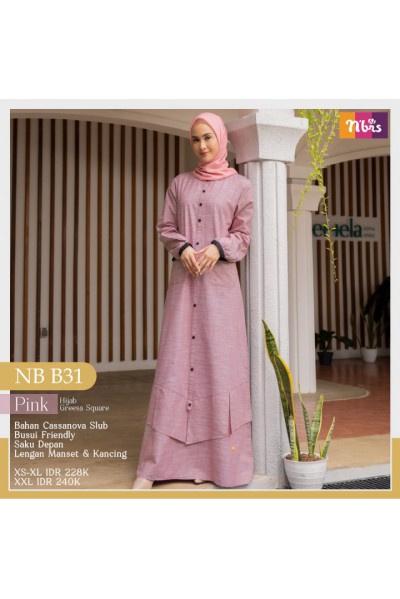 Nbrs
NB B31
Pink
Hijab
Greesa Square
Bahan Cassanova Slub
Busui Friendly
Saku Depan
Lengan Manset & Kancing
XS-XL IDR 228K
XXL IDR 240K